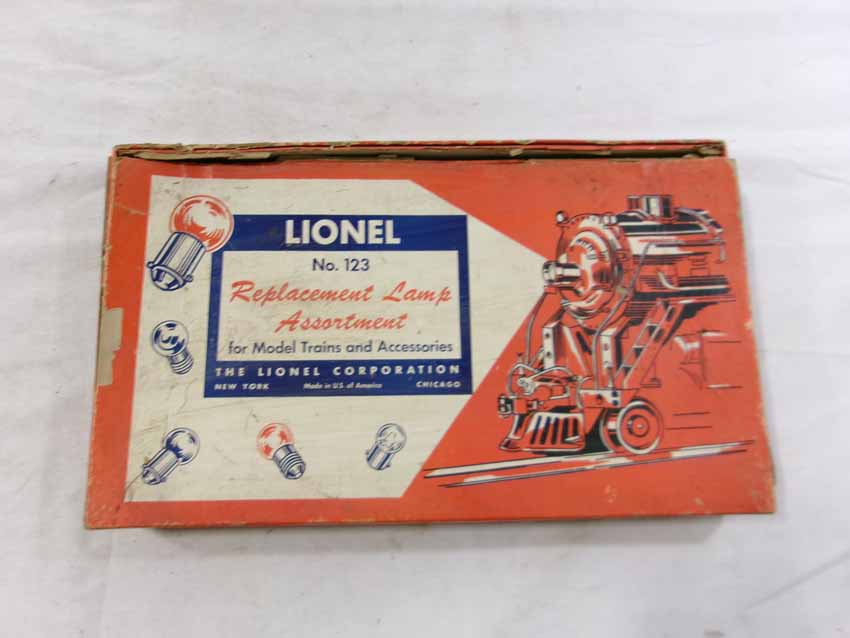 LIONEL
No. 123
Replacement Lamp
Assortment
for Model Trains and Accessories
THE LIONEL CORPORATION
NEW YORK Made in U.S. of America CHICAGO